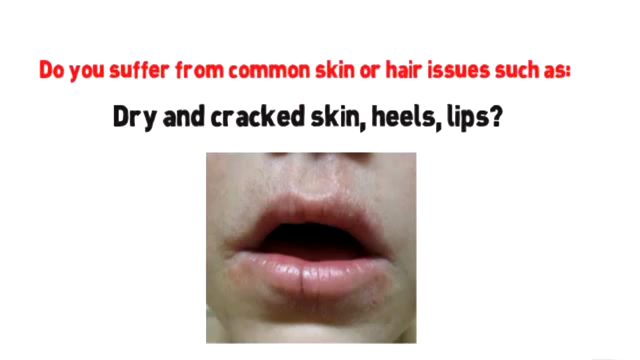 Do you suffer from common skin or hair issues such as:
Dry and cracked skin, heels, lips?